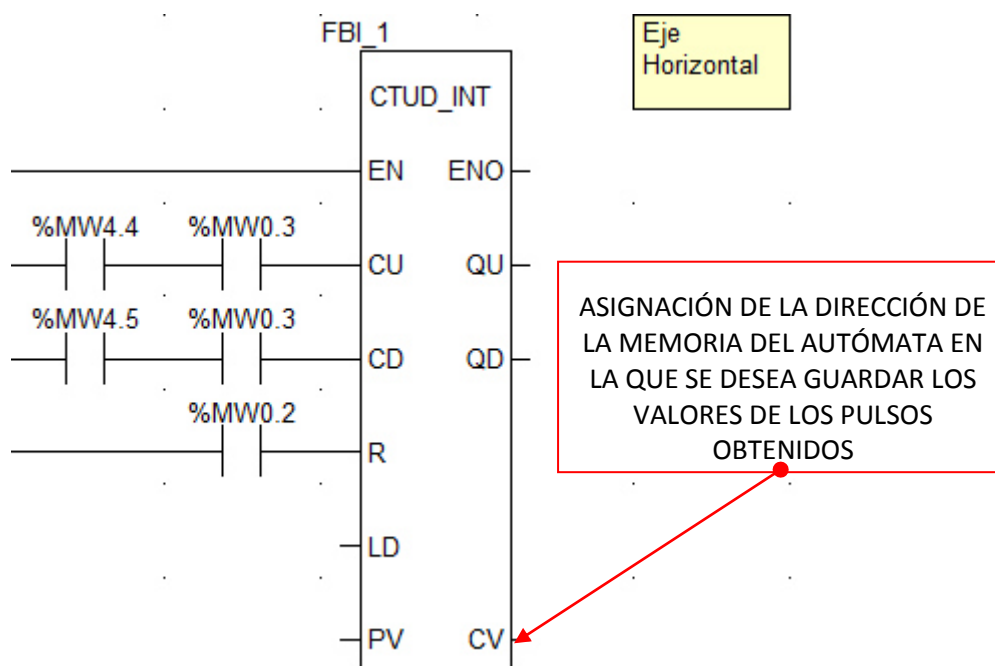 FBI_1
Eje
Horizontal
CTUD_INT
EN ENO
%MW4.4 %MW0.3
CU QU
%MW4.5 %MW0.3
CD QD
%MW0.2
R
LD
PV CV
ASIGNACIÓN DE LA DIRECCIÓN DE
LA MEMORIA DEL AUTÓMATA EN
LA QUE SE DESEA GUARDAR LOS
VALORES DE LOS PULSOS
OBTENIDOS